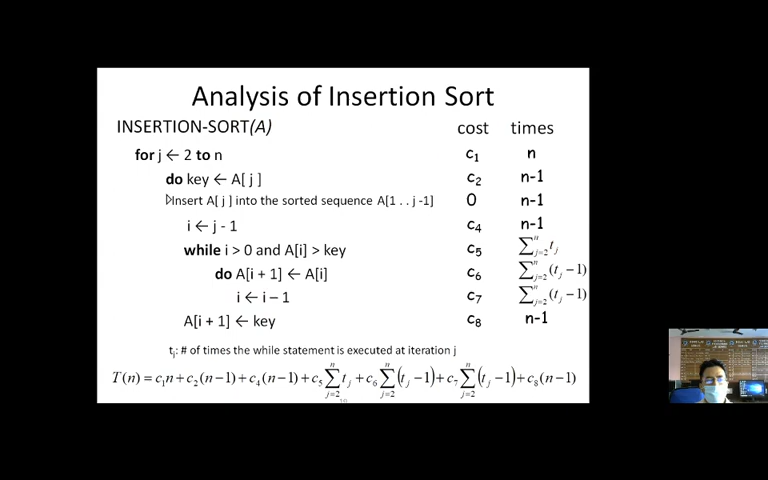 Analysis of Insertion Sort
INSERTION-SORT(A) cost times
for j ← 2 to n c₁ n
do key ← A[ j ] c₂ n-1
▷Insert A[ j ] into the sorted sequence A[1 . . j -1] 0 n-1
i ← j - 1 c₄ n-1
while i > 0 and A[i] > key c₅ ∑ⁿⱼ₌₂ tⱼ
do A[i + 1] ← A[i] c₆ ∑ⁿⱼ₌₂ (tⱼ −1)
i ← i – 1 c₇ ∑ⁿⱼ₌₂ (tⱼ −1)
A[i + 1] ← key c₈ n-1
tⱼ: # of times the while statement is executed at iteration j
T(n) = c₁n + c₂(n−1) + c₄(n−1) + c₅ ∑ⁿⱼ₌₂ tⱼ + c₆ ∑ⁿⱼ₌₂ (tⱼ −1) + c₇ ∑ⁿⱼ₌₂ (tⱼ −1) + c₈(n−1)